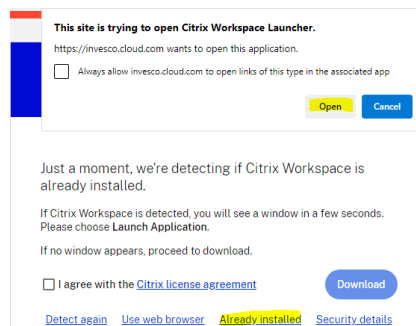 This site is trying to open Citrix Workspace Launcher.
https://invesco.cloud.com wants to open this application.
Always allow invesco.cloud.com to open links of this type in the associated app
Open Cancel
Just a moment, we're detecting if Citrix Workspace is
already installed.
If Citrix Workspace is detected, you will see a window in a few seconds.
Please choose Launch Application.
If no window appears, proceed to download.
I agree with the Citrix license agreement Download
Detect again Use web browser Already installed Security details